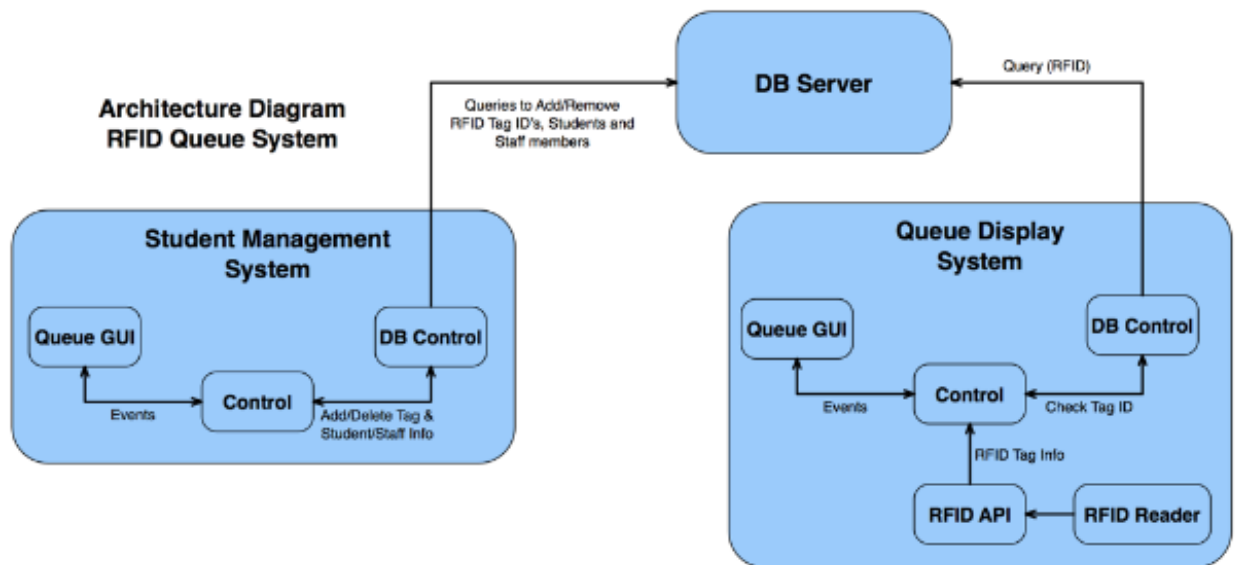 Architecture Diagram
RFID Queue System
DB Server
Queries to Add/Remove
RFID Tag ID's, Students and
Staff members
Query (RFID)
Student Management
System
Queue GUI
DB Control
Control
Events
Add/Delete Tag &
Student/Staff Info
Queue Display
System
Queue GUI
DB Control
Control
Events
Check Tag ID
RFID Tag Info
RFID API
RFID Reader